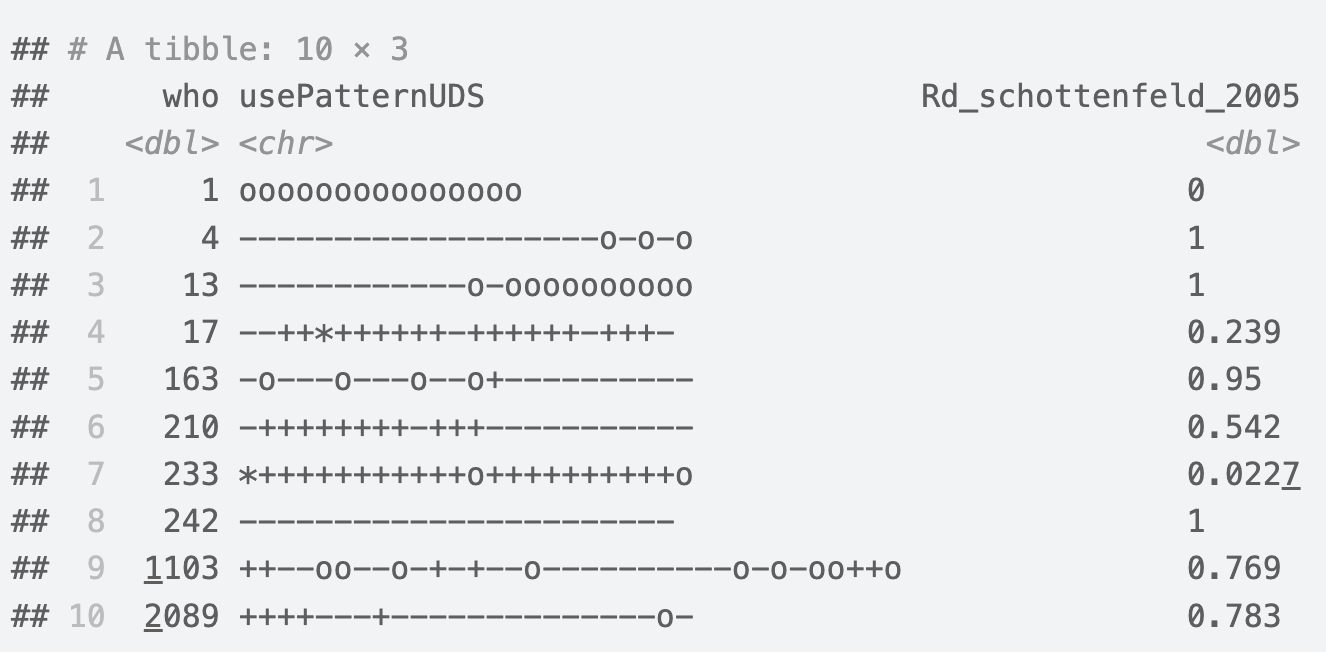 ## # A tibble: 10 × 3
##      who usePatternUDS                       Rd_schottenfeld_2005
##    <dbl> <chr>                                              <dbl>
##  1     1 ooooooooooooooo                                   0
##  2     4 -------------------o-o-o                          1
##  3    13 ------------o-oooooooooo                          1
##  4    17 --++*++++++-++++++-+++-                           0.239
##  5   163 -o---o---o--o+----------                          0.95
##  6   210 -++++++++-+++-----------                          0.542
##  7   233 *+++++++++++o++++++++++o                          0.0227
##  8   242 -----------------------                           1
##  9  1103 ++--oo--o-+-+--o----------o-o-oo++o               0.769
## 10  2089 ++++---+--------------o-                          0.783